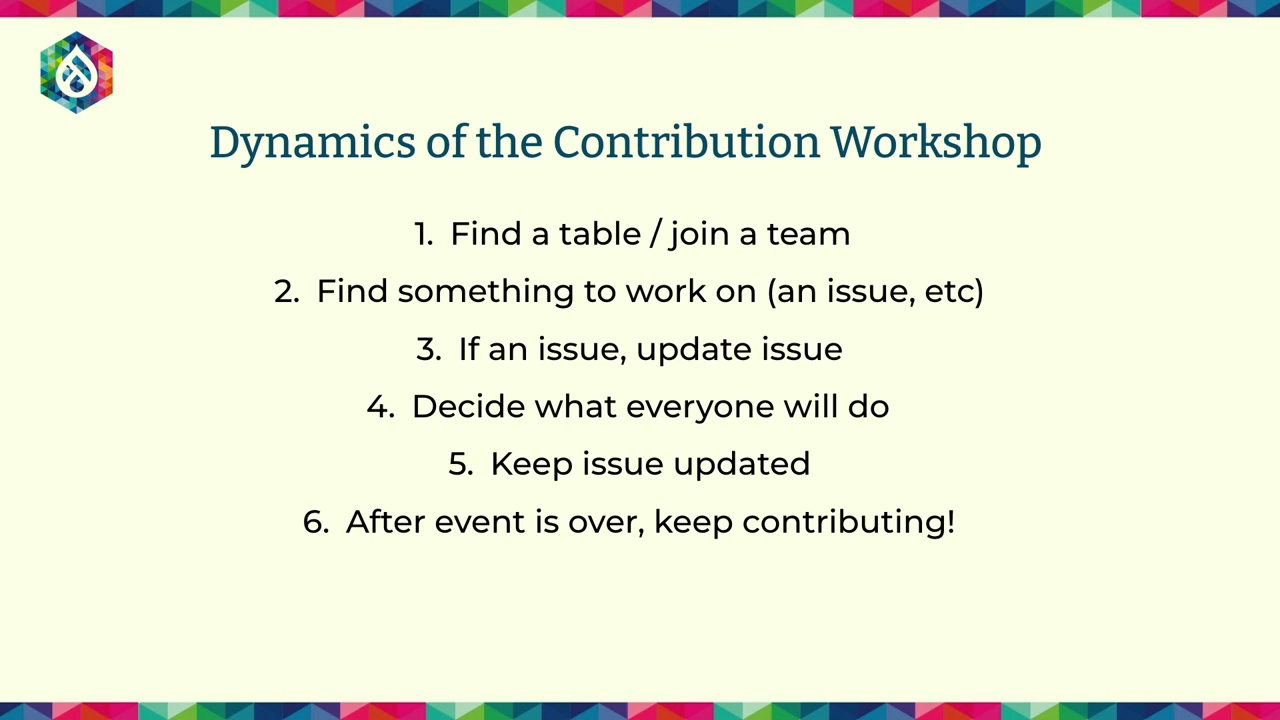 Dynamics of the Contribution Workshop
1. Find a table / join a team
2. Find something to work on (an issue, etc)
3. If an issue, update issue
4. Decide what everyone will do
5. Keep issue updated
6. After event is over, keep contributing!